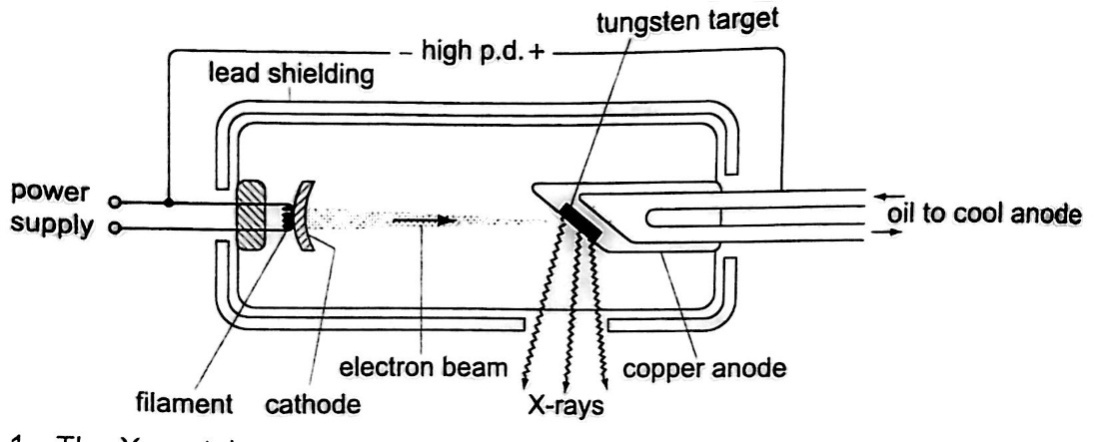 tungsten target
– high p.d. +
lead shielding
power
supply
oil to cool anode
electron beam
copper anode
filament
cathode
X-rays